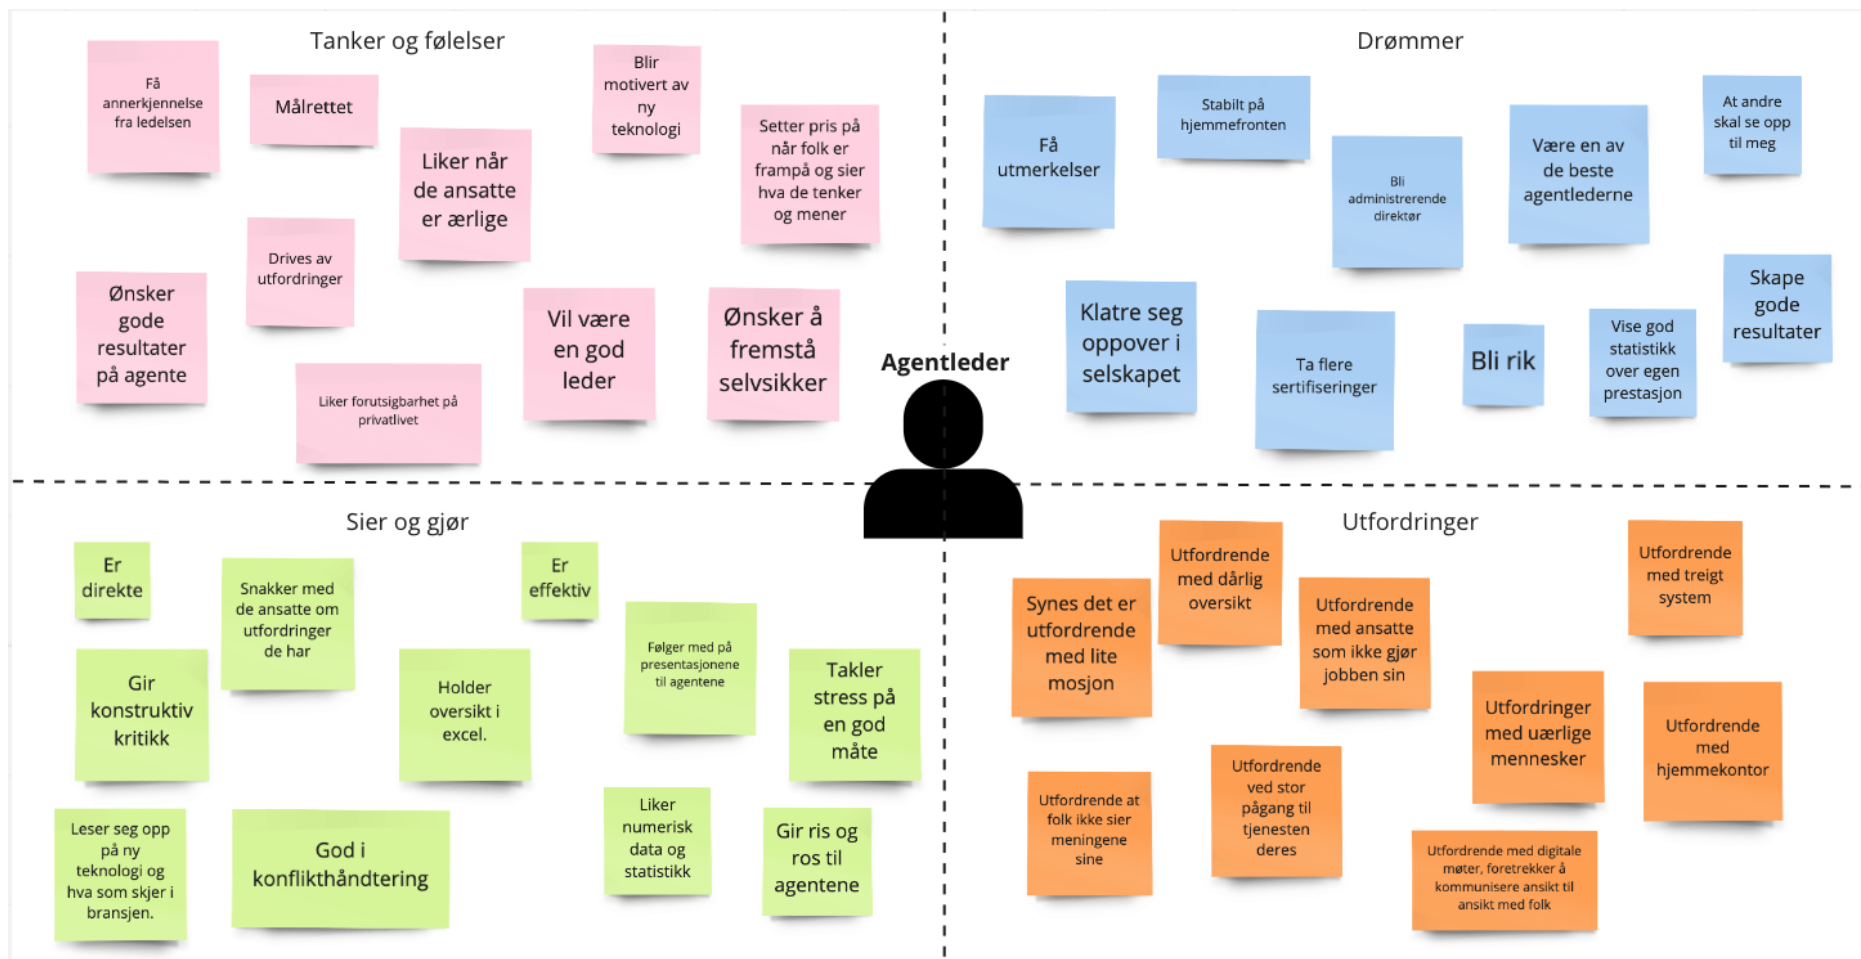 Tanker og følelser
Få
annerkjennelse
fra ledelsen
Målrettet
Liker når
de ansatte
er ærlige
Blir
motivert av
ny
teknologi
Setter pris på
når folk er
frampå og sier
hva de tenker
og mener
Drives av
utfordringer
Ønsker
gode
resultater
på agente
Liker forutsigbarhet på
privatlivet
Vil være
en god
leder
Ønsker å
fremstå
selvsikker
Drømmer
Få
utmerkelser
Stabilt på
hjemmefronten
Bli
administrerende
direktør
Være en av
de beste
agentlederne
At andre
skal se opp
til meg
Klatre seg
oppover i
selskapet
Ta flere
sertifiseringer
Bli rik
Vise god
statistikk
over egen
prestasjon
Skape
gode
resultater
Agentleder
Sier og gjør
Er
direkte
Snakker med
de ansatte om
utfordringer
de har
Er
effektiv
Gir
konstruktiv
kritikk
Holder
oversikt i
excel.
Følger med på
presentasjonene
til agentene
Takler
stress på
en god
måte
Leser seg opp
på ny
teknologi og
hva som skjer i
bransjen.
God i
konflikthåndtering
Liker
numerisk
data og
statistikk
Gir ris og
ros til
agentene
Utfordringer
Synes det er
utfordrende
med lite
mosjon
Utfordrende
med dårlig
oversikt
Utfordrende
med ansatte
som ikke gjør
jobben sin
Utfordrende
med treigt
system
Utfordringer
med uærlige
mennesker
Utfordrende
med
hjemmekontor
Utfordrende at
folk ikke sier
meningene
sine
Utfordrende
ved stor
pågang til
tjenesten
deres
Utfordrende med digitale
møter, foretrekker å
kommunisere ansikt til
ansikt med folk